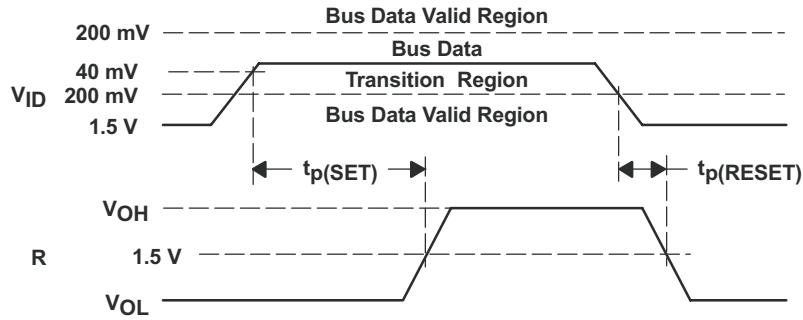 Bus Data Valid Region
200 mV
Bus Data
40 mV
Transition Region
VID
200 mV
Bus Data Valid Region
1.5 V
tp(SET)
tp(RESET)
VOH
R
1.5 V
VOL